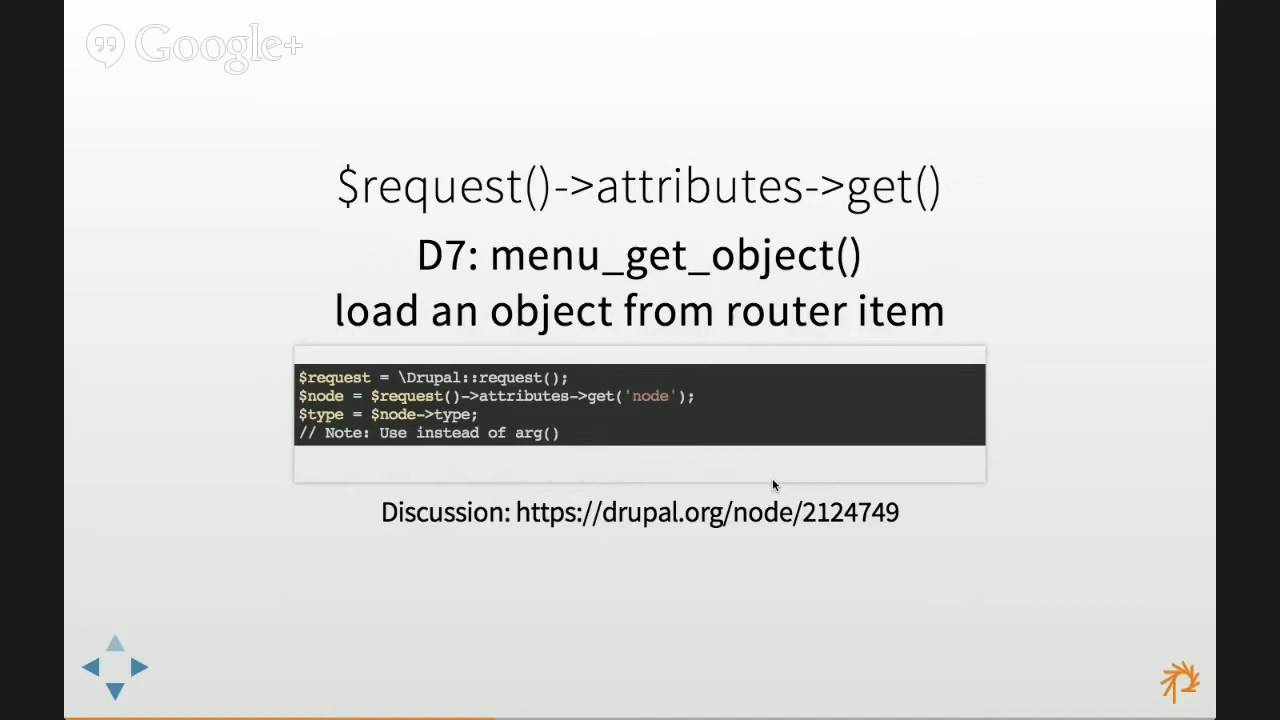 Google+
$request()->attributes->get()
D7: menu_get_object()
load an object from router item
$request = \Drupal::request();
$node = $request()->attributes->get('node');
$type = $node->type;
// Note: Use instead of arg()
Discussion: https://drupal.org/node/2124749